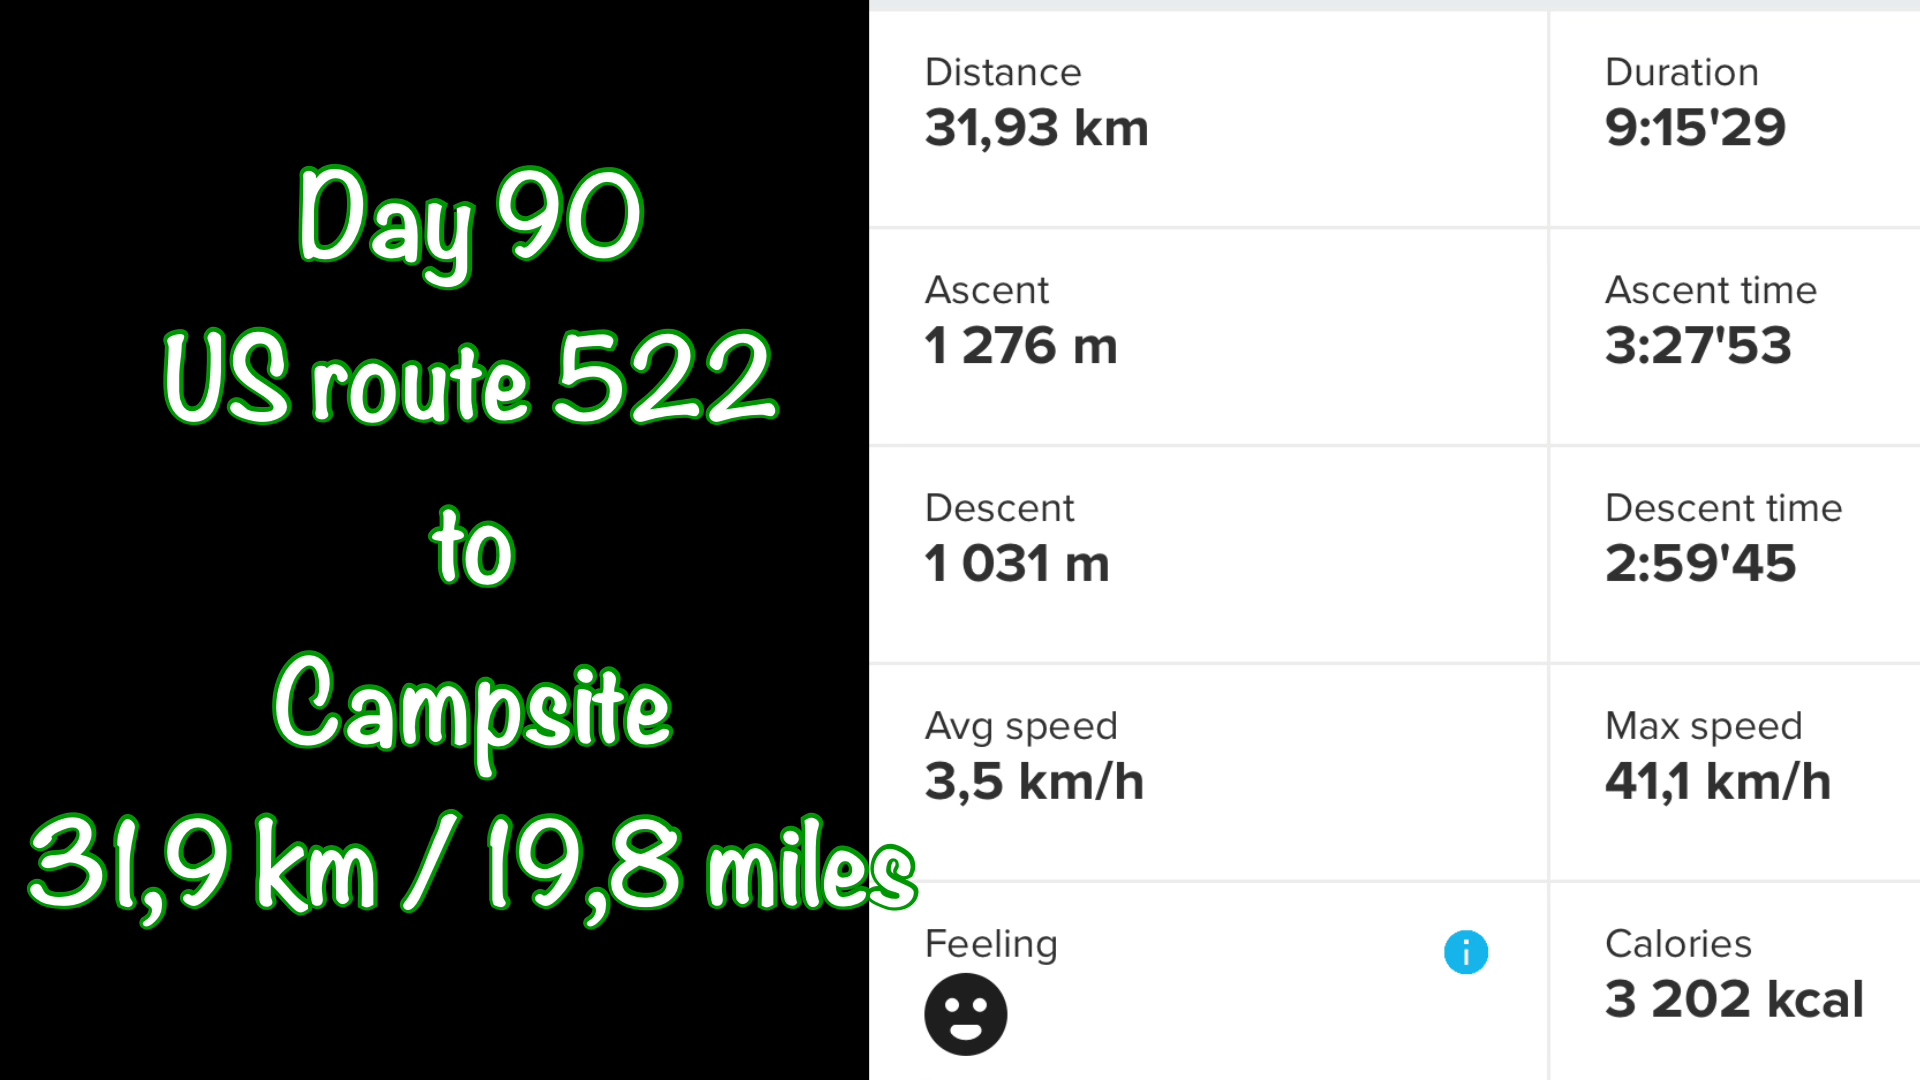 Day 90
US route 522
to
Campsite
31,9 km / 19,8 miles
Distance
31,93 km
Duration
9:15'29
Ascent
1 276 m
Ascent time
3:27'53
Descent
1 031 m
Descent time
2:59'45
Avg speed
3,5 km/h
Max speed
41,1 km/h
Feeling
i
Calories
3 202 kcal